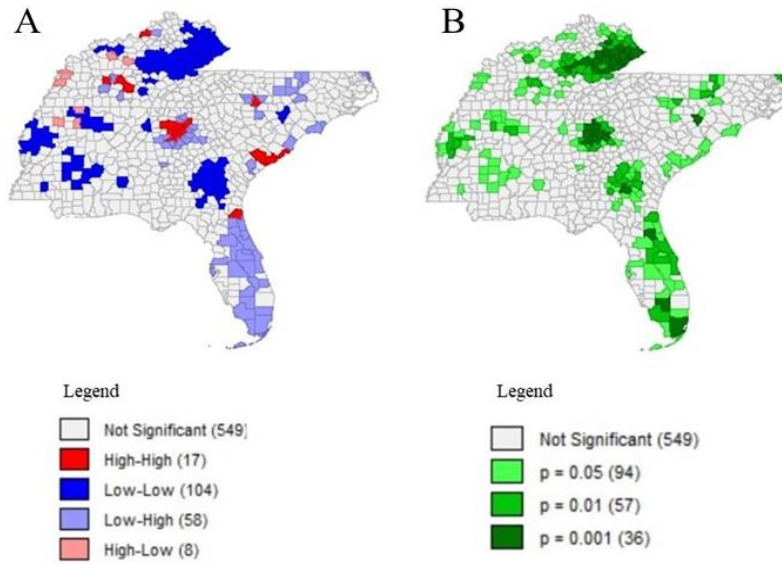 A
B
Legend
Not Significant (549)
High-High (17)
Low-Low (104)
Low-High (58)
High-Low (8)
Legend
Not Significant (549)
p = 0.05 (94)
p = 0.01 (57)
p = 0.001 (36)